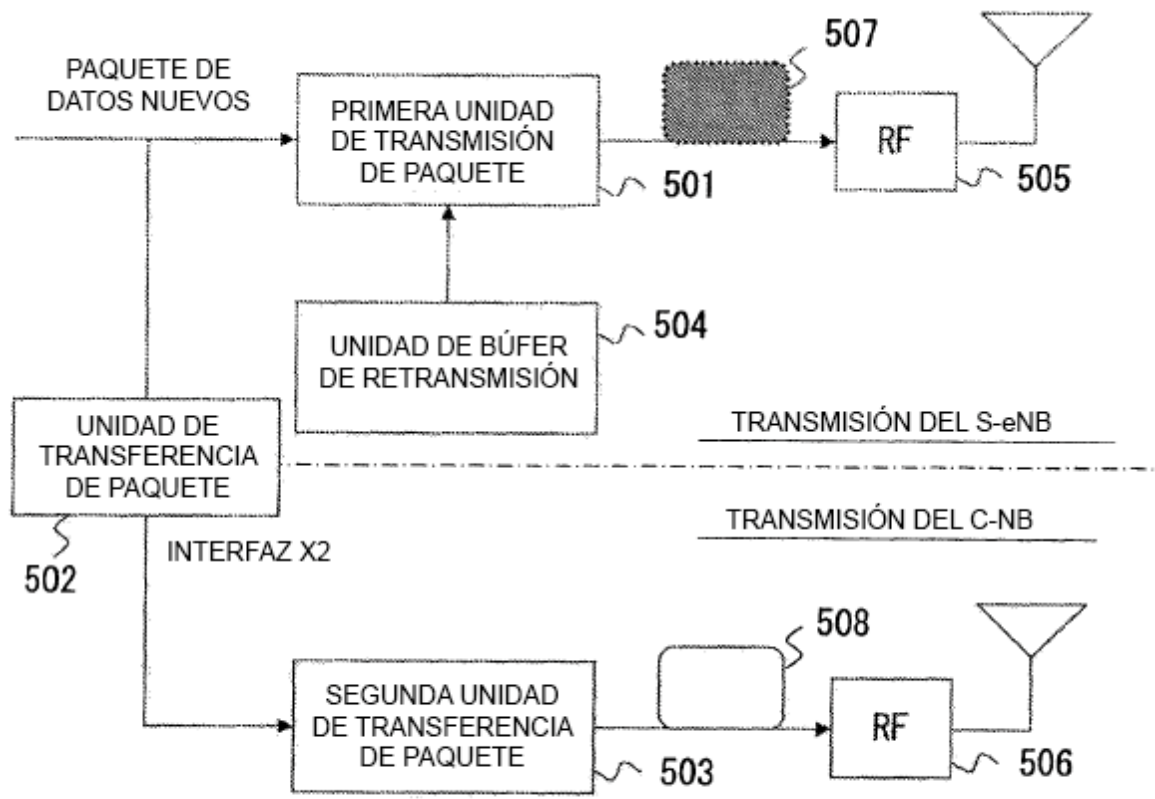 PAQUETE DE
DATOS NUEVOS
PRIMERA UNIDAD
DE TRANSMISIÓN
DE PAQUETE
501
507
RF
505
UNIDAD DE BÚFER
DE RETRANSMISIÓN
504
UNIDAD DE
TRANSFERENCIA
DE PAQUETE
502
TRANSMISIÓN DEL S-eNB
TRANSMISIÓN DEL C-NB
INTERFAZ X2
SEGUNDA UNIDAD
DE TRANSFERENCIA
DE PAQUETE
503
508
RF
506